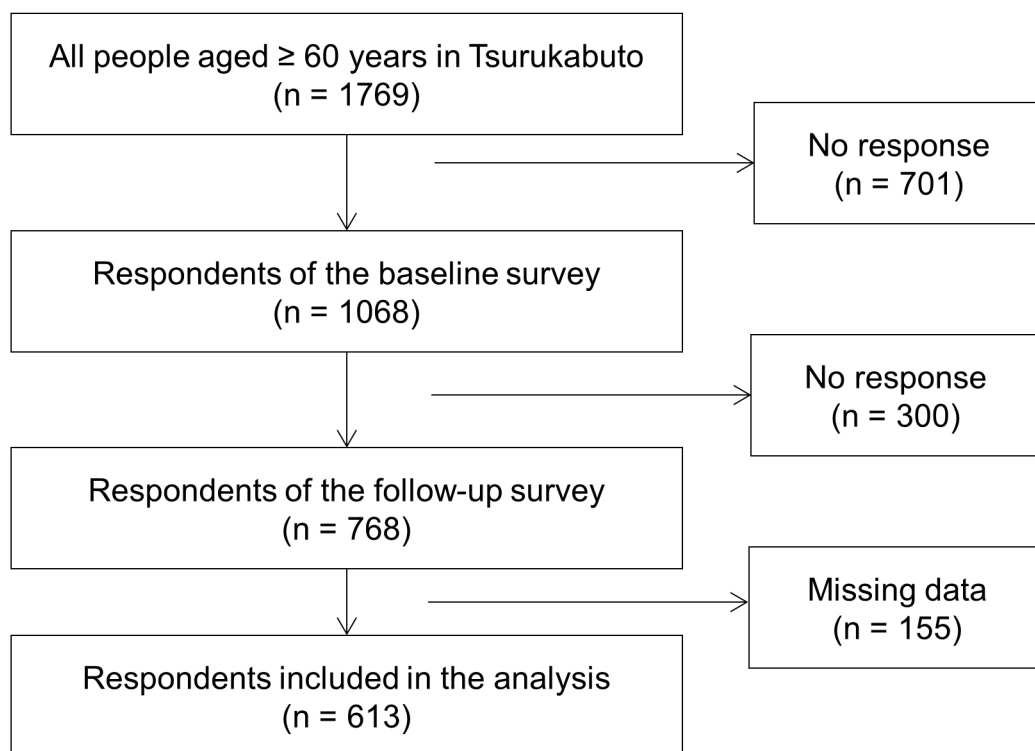 All people aged ≥ 60 years in Tsurukabuto
(n = 1769)
No response
(n = 701)
Respondents of the baseline survey
(n = 1068)
No response
(n = 300)
Respondents of the follow-up survey
(n = 768)
Missing data
(n = 155)
Respondents included in the analysis
(n = 613)